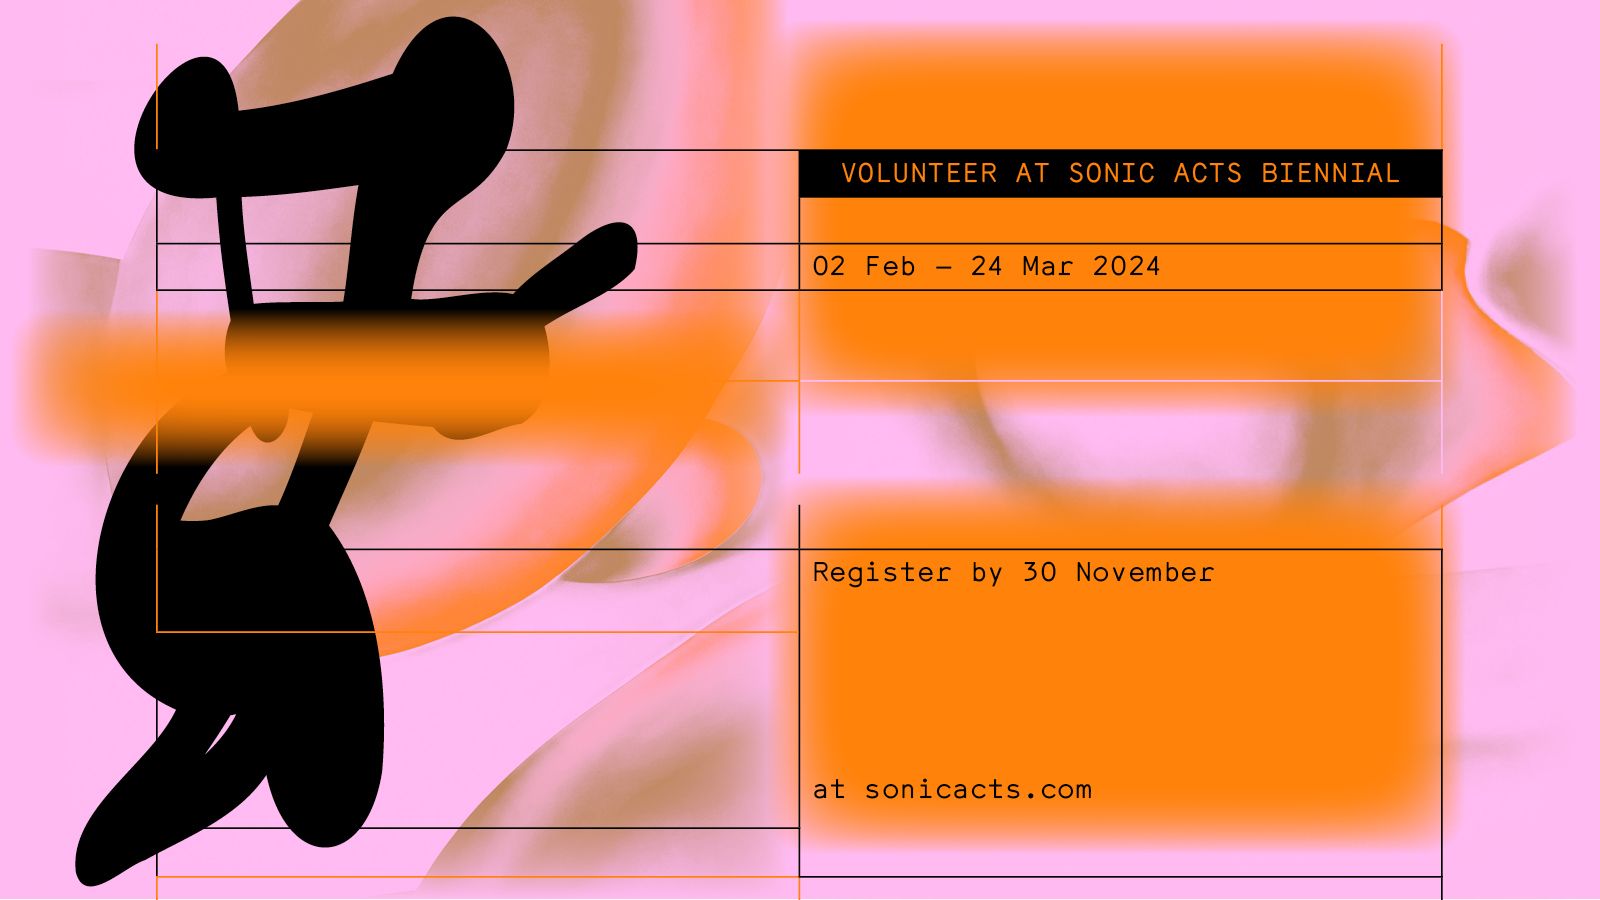 VOLUNTEER AT SONIC ACTS BIENNIAL
02 Feb – 24 Mar 2024
Register by 30 November
at sonicacts.com